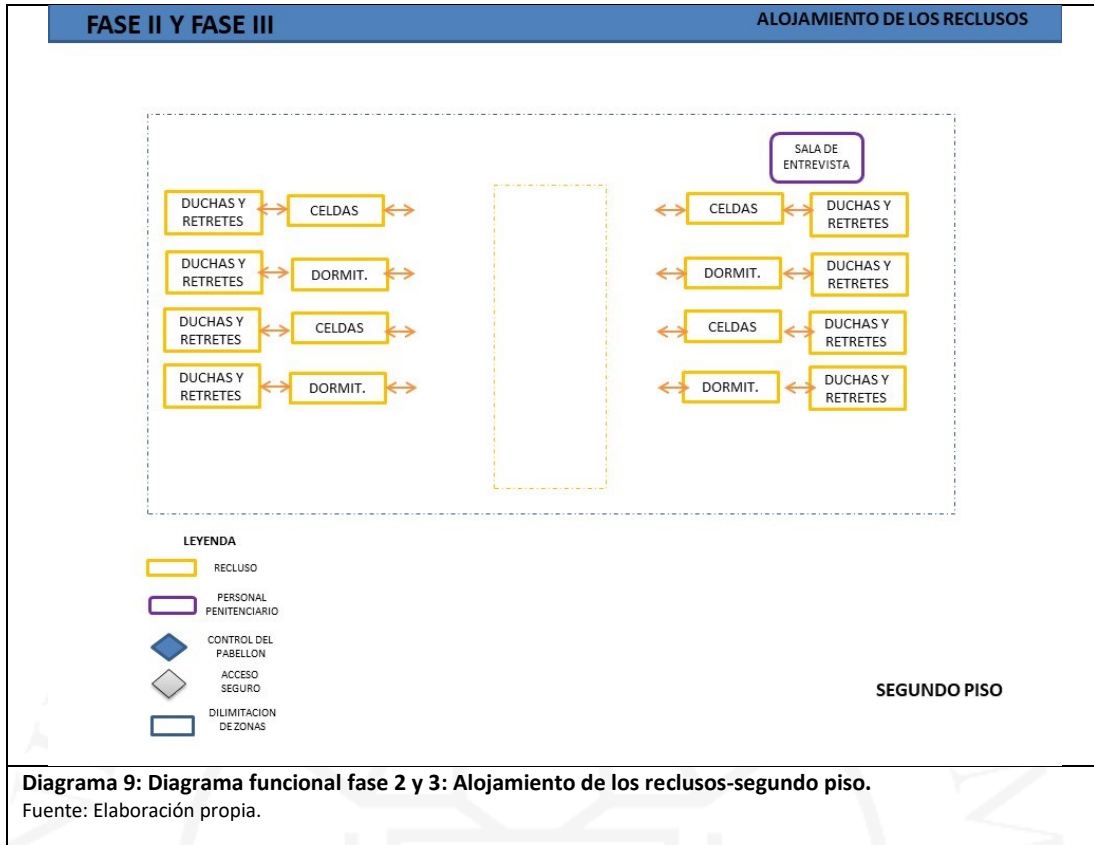 FASE II Y FASE III
ALOJAMIENTO DE LOS RECLUSOS
SALA DE
ENTREVISTA
DUCHAS Y
RETRETES
CELDAS
CELDAS
DUCHAS Y
RETRETES
DUCHAS Y
RETRETES
DORMIT.
DORMIT.
DUCHAS Y
RETRETES
DUCHAS Y
RETRETES
CELDAS
CELDAS
DUCHAS Y
RETRETES
DUCHAS Y
RETRETES
DORMIT.
DORMIT.
DUCHAS Y
RETRETES
LEYENDA
RECLUSO
PERSONAL
PENITENCIARIO
CONTROL DEL
PABELLON
ACCESO
SEGURO
DILIMITACION
DE ZONAS
SEGUNDO PISO
Diagrama 9: Diagrama funcional fase 2 y 3: Alojamiento de los reclusos-segundo piso.
Fuente: Elaboración propia.